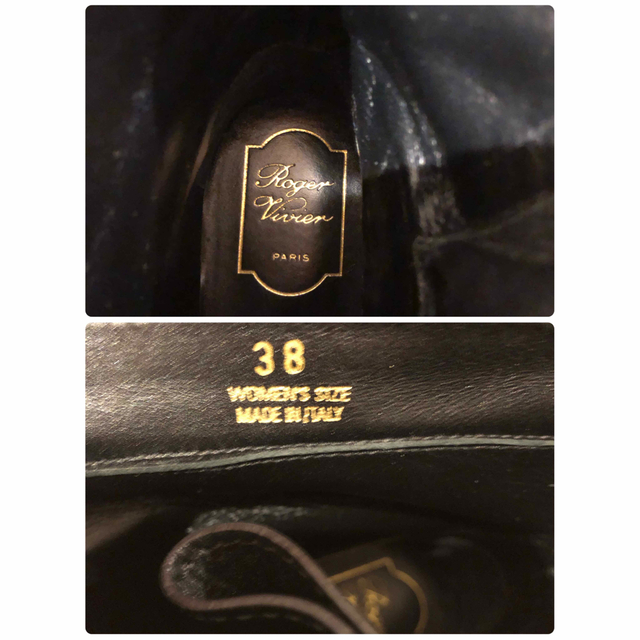 Roger
Vivier
PARIS
38
WOMEN'S SIZE
MADE IN ITALY